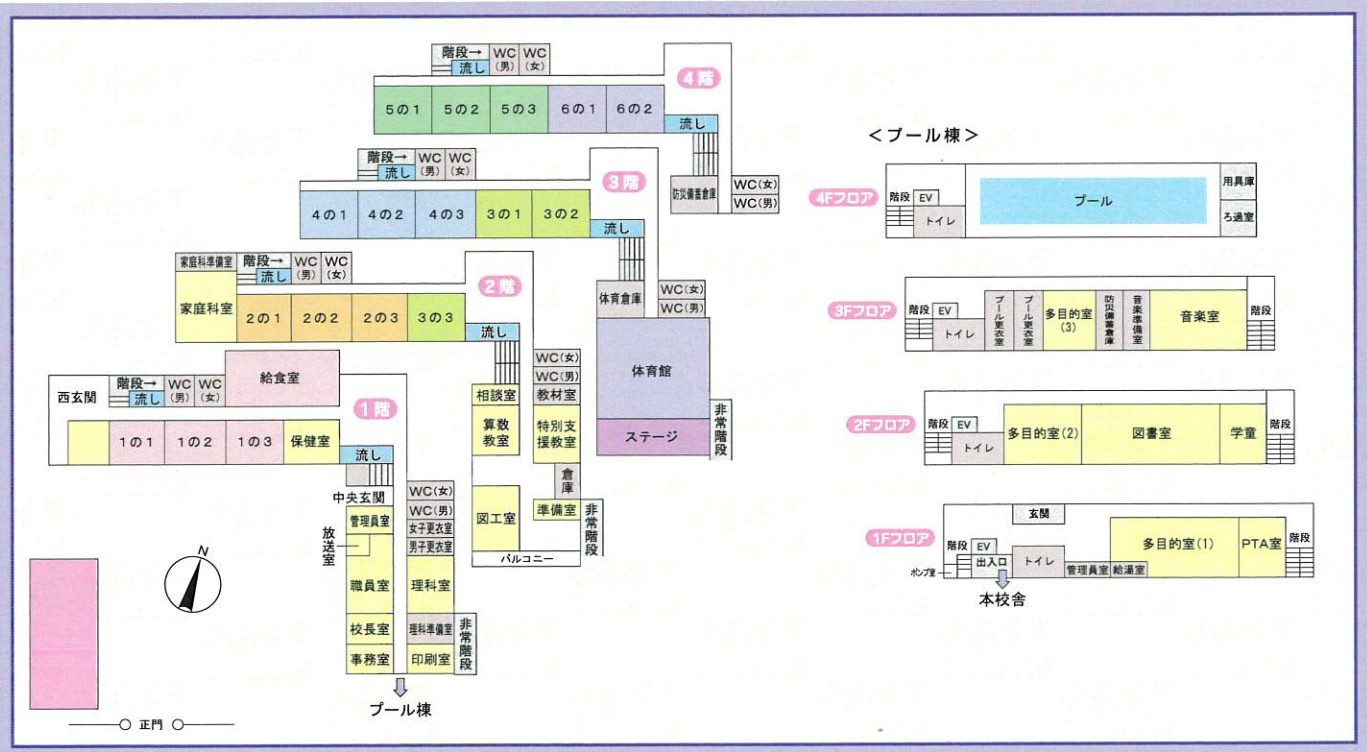 階段→
流し
WC
(男)
WC
(女)
4階
5の1
5の2
5の3
6の1
6の2
流し
防災備蓄倉庫
WC(女)
WC(男)
階段→
流し
WC
(男)
WC
(女)
3階
4の1
4の2
4の3
3の1
3の2
流し
体育倉庫
WC(女)
WC(男)
体育館
ステージ
非常階段
家庭科準備室
階段→
流し
WC
(男)
WC
(女)
2階
家庭科室
2の1
2の2
2の3
3の3
流し
WC(女)
WC(男)
相談室
教材室
算数
教室
特別支
援教室
倉庫
図工室
準備室
非常階段
バルコニー
西玄関
階段→
流し
WC
(男)
WC
(女)
給食室
1階
1の1
1の2
1の3
保健室
流し
中央玄関
WC(女)
WC(男)
管理員室
女子更衣室
放送室
男子更衣室
職員室
理科室
校長室
理科準備室
非常階段
事務室
印刷室
プール棟
N
正門
＜プール棟＞
4Fフロア
階段
EV
トイレ
プール
用具庫
ろ過室
3Fフロア
階段
EV
トイレ
プール更衣室
プール更衣室
多目的室
(3)
防災備蓄倉庫
音楽準備室
音楽室
階段
2Fフロア
階段
EV
トイレ
多目的室(2)
図書室
学童
階段
1Fフロア
玄関
階段
EV
ポンプ室
出入口
トイレ
管理員室
給湯室
多目的室(1)
PTA室
階段
本校舎